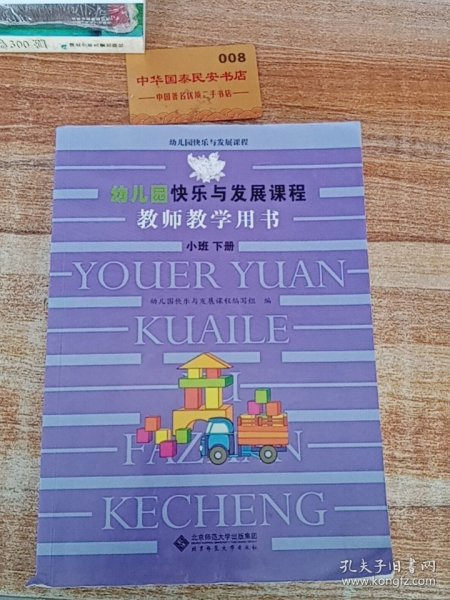 008
中华国泰民安书店
中国著名优质二手书店
幼儿园快乐与发展课程
幼儿园快乐与发展课程
教师教学用书
小班 下册
YOUER YUAN
幼儿园快乐与发展课程编写组 编
KUAILE
YU
FAZHAN
KECHENG
北京师范大学出版集团
北京师范大学出版社
孔夫子旧书网
www.kongfz.com